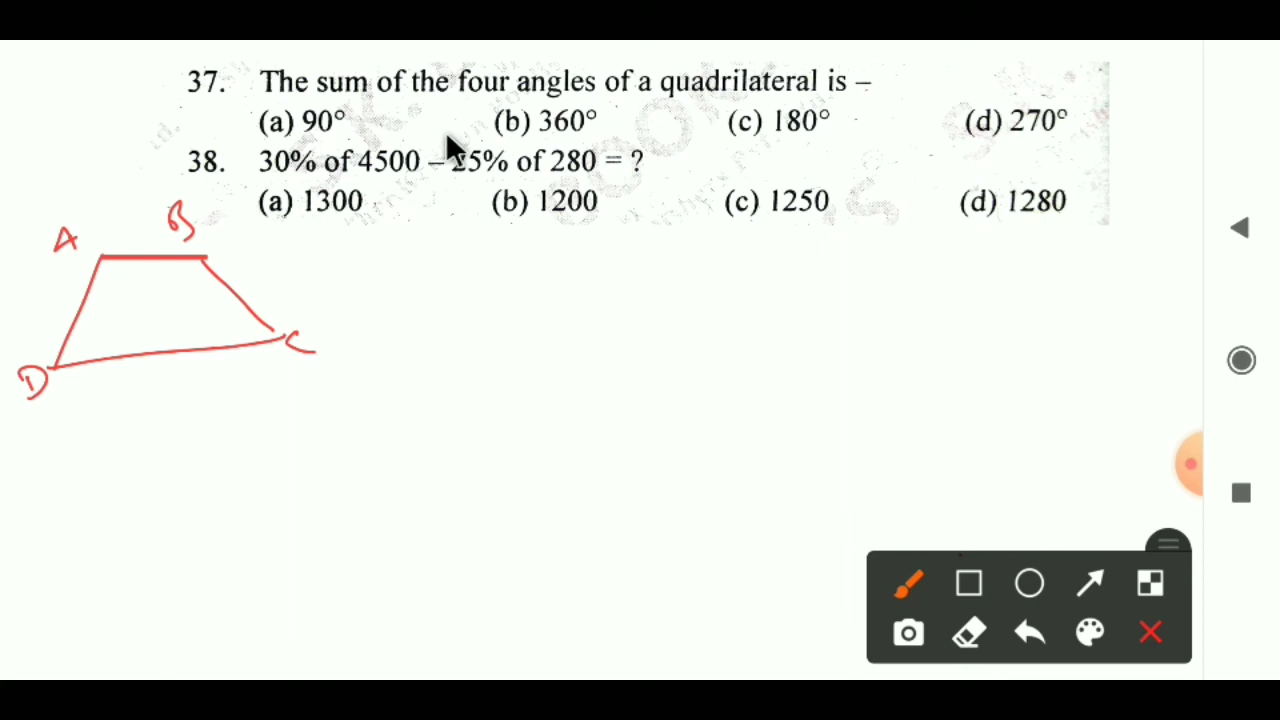 37. The sum of the four angles of a quadrilateral is –
(a) 90° (b) 360° (c) 180° (d) 270°
38. 30% of 4500 – 25% of 280 = ?
(a) 1300 (b) 1200 (c) 1250 (d) 1280
A B
C
D